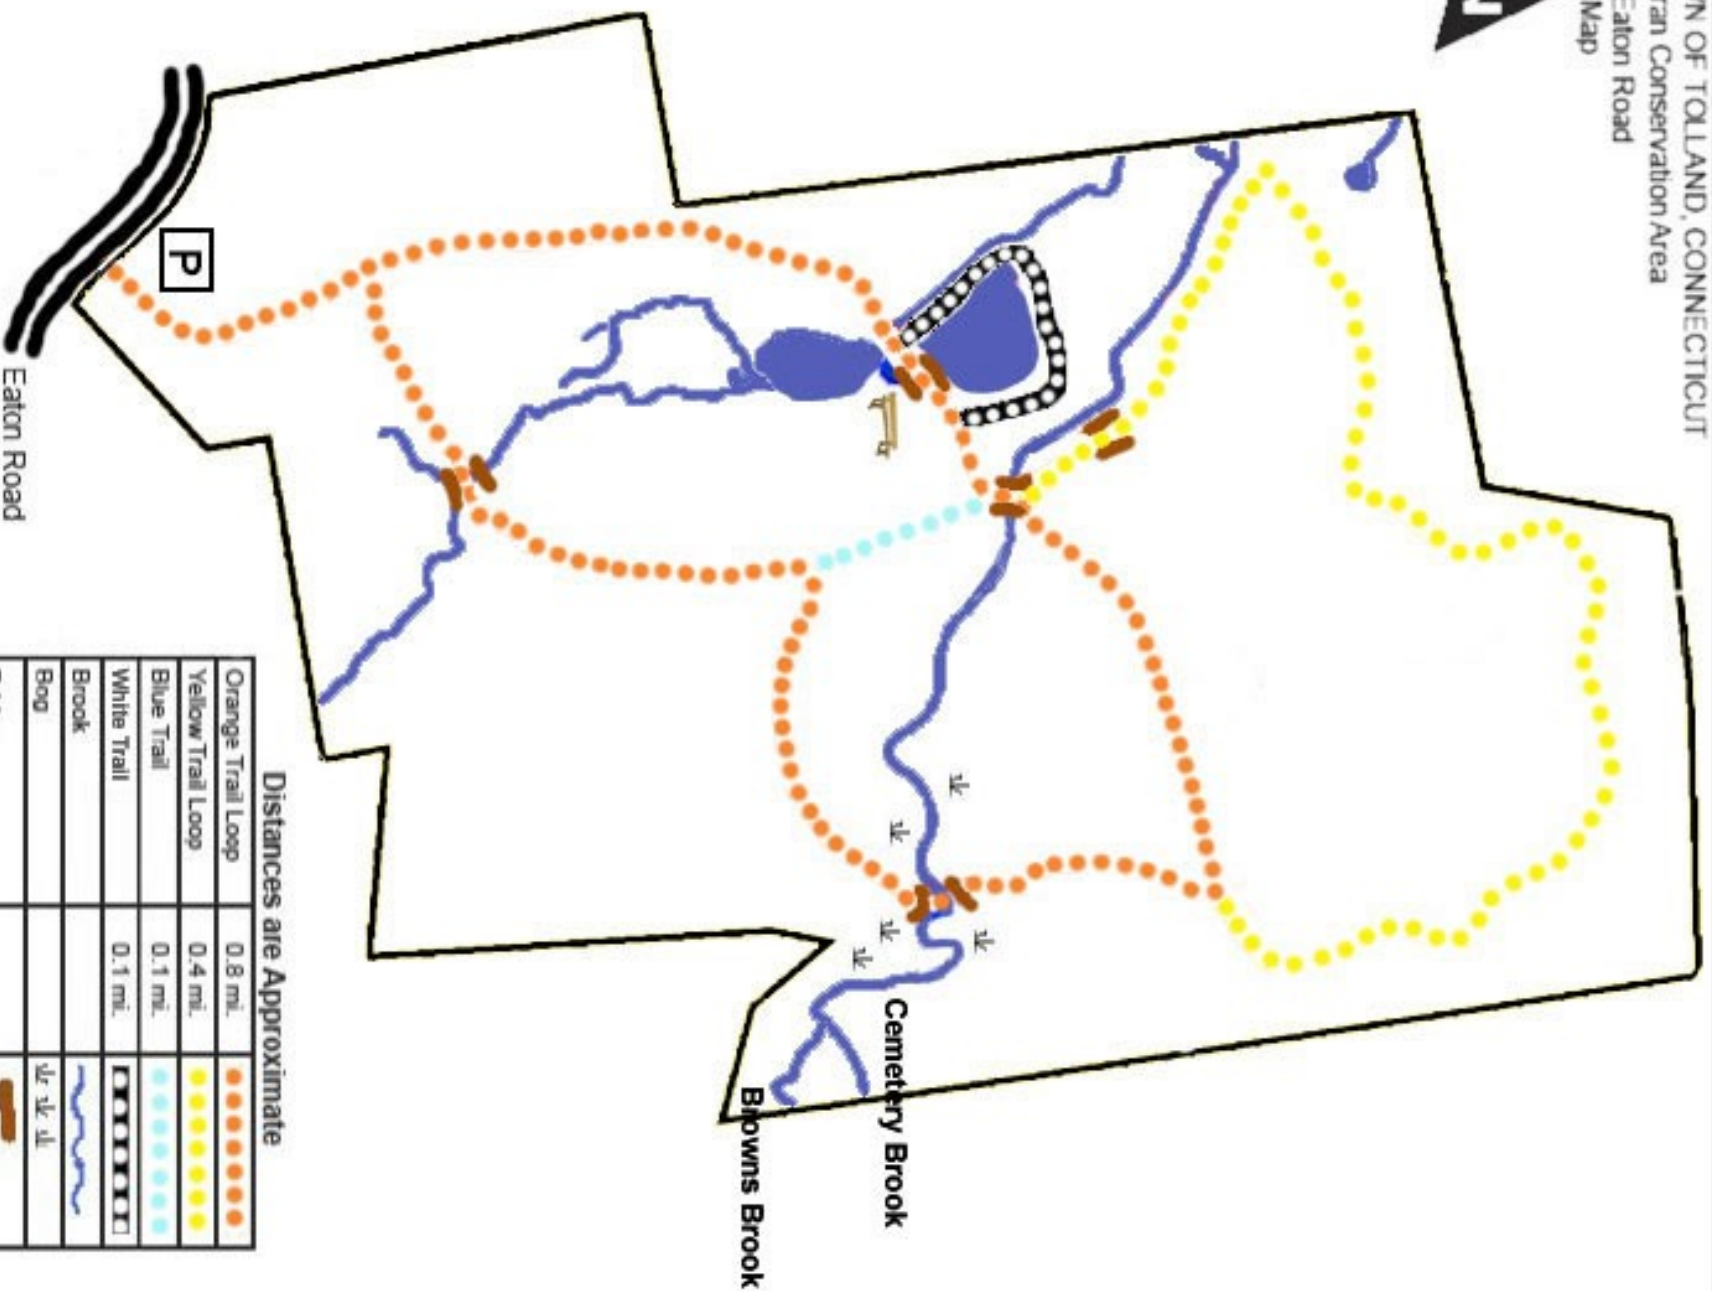 TOLLAND, CONNECTICUT
Conservation Area
Eaton Road
Map
N
P
Eaton Road
Cemetery Brook
Browns Brook
Distances are Approximate
Orange Trail Loop 0.8 mi.
Yellow Trail Loop 0.4 mi.
Blue Trail 0.1 mi.
White Trail 0.1 mi.
Brook
Bog